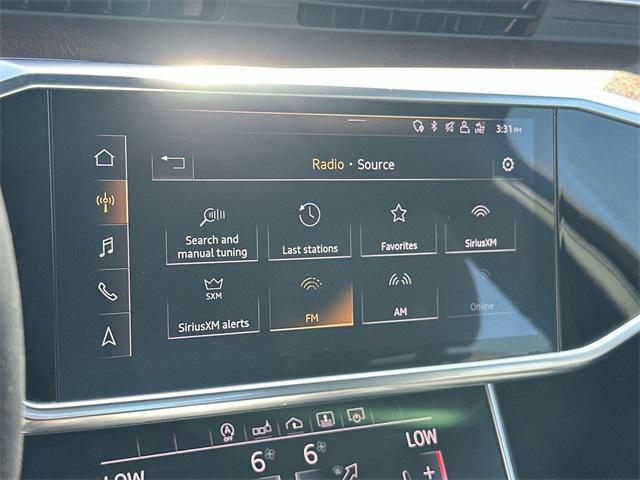 3:31 PM
Radio · Source
Search and
manual tuning
Last stations
Favorites
SiriusXM
SXM
SiriusXM alerts
FM
AM
Online
OFF
LOW
6
6
LOW